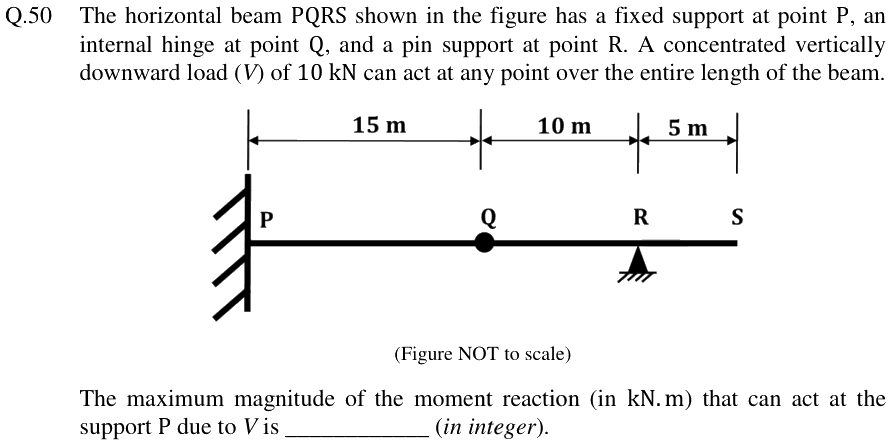 Q.50 The horizontal beam PQRS shown in the figure has a fixed support at point P, an
internal hinge at point Q, and a pin support at point R. A concentrated vertically
downward load (V) of 10 kN can act at any point over the entire length of the beam.
15 m 10 m 5 m
P Q R S
(Figure NOT to scale)
The maximum magnitude of the moment reaction (in kN. m) that can act at the
support P due to V is ____________ (in integer).